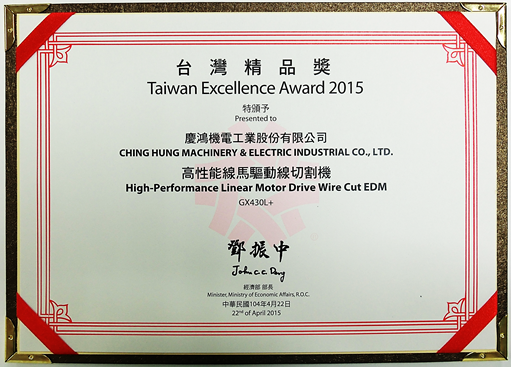 台灣精品獎
Taiwan Excellence Award 2015
特頒予
Presented to
慶鴻機電工業股份有限公司
CHING HUNG MACHINERY & ELECTRIC INDUSTRIAL CO., LTD.
高性能線馬驅動線切割機
High-Performance Linear Motor Drive Wire Cut EDM
GX430L+
鄧振中
John C.C. Deng
經濟部 部長
Minister, Ministry of Economic Affairs, R.O.C.
中華民國104年4月22日
22nd of April 2015